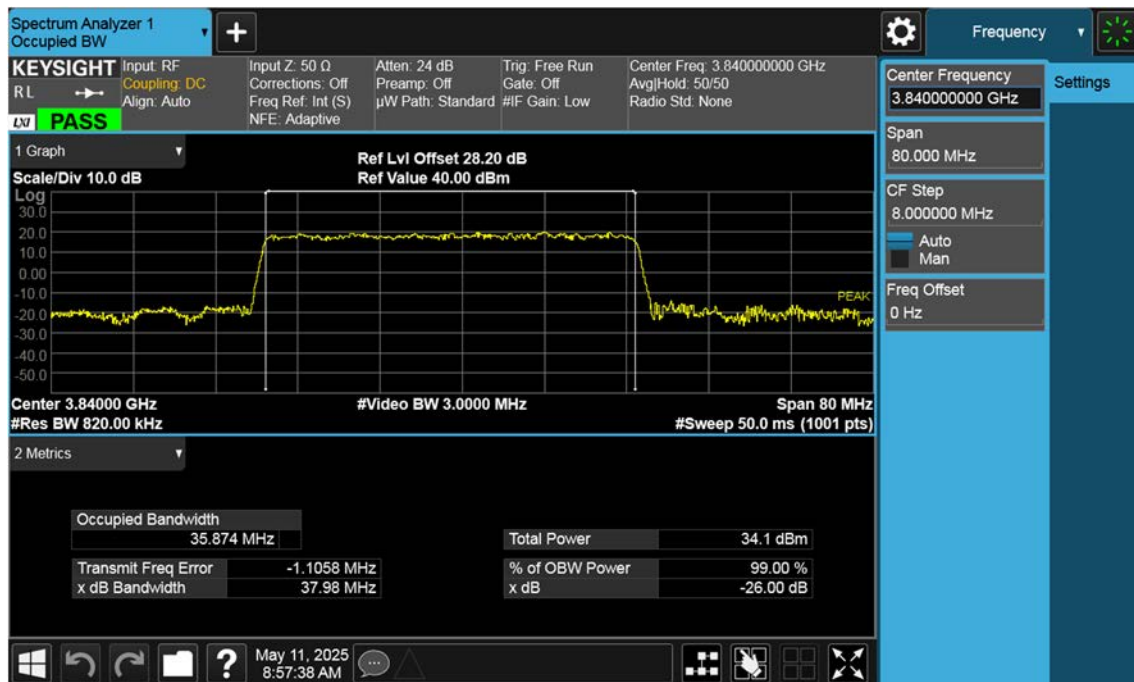 Spectrum Analyzer 1
Occupied BW
Frequency
KEYSIGHT
R L
LXI
PASS
Input: RF
Coupling: DC
Align: Auto
Input Z: 50 Ω
Corrections: Off
Freq Ref: Int (S)
NFE: Adaptive
Atten: 24 dB
Preamp: Off
µW Path: Standard
Trig: Free Run
Gate: Off
#IF Gain: Low
Center Freq: 3.840000000 GHz
Avg|Hold: 50/50
Radio Std: None
Center Frequency
3.840000000 GHz
Settings
Span
80.000 MHz
CF Step
8.000000 MHz
Auto
Man
Freq Offset
0 Hz
1 Graph
Scale/Div 10.0 dB
Ref Lvl Offset 28.20 dB
Ref Value 40.00 dBm
Log
30.0
20.0
10.0
0.00
-10.0
-20.0
-30.0
-40.0
-50.0
PEAK
Center 3.84000 GHz
#Video BW 3.0000 MHz
Span 80 MHz
#Res BW 820.00 kHz
#Sweep 50.0 ms (1001 pts)
2 Metrics
Occupied Bandwidth
35.874 MHz
Total Power 34.1 dBm
Transmit Freq Error -1.1058 MHz
% of OBW Power 99.00 %
x dB Bandwidth 37.98 MHz
x dB -26.00 dB
?
May 11, 2025
8:57:38 AM